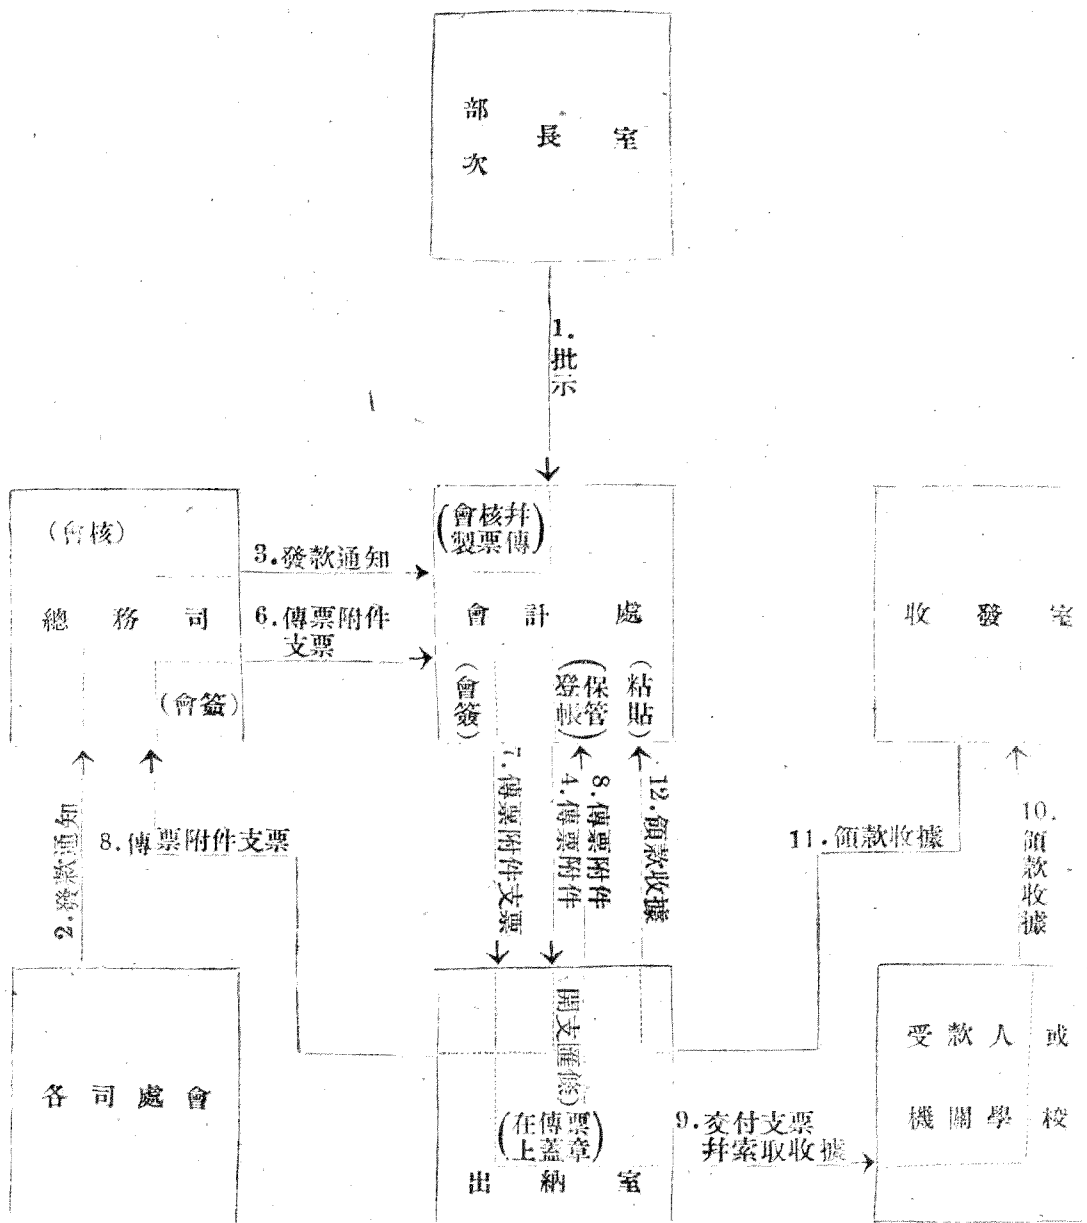 部次長室
1.批示
(會核)
3.發款通知
總務司
6.傳票附件
支票
(會簽)
(會核幷
製票傳)
會計處
(會簽)
(保管
登帳)
(粘貼)
收發室
2.發款通知
8.傳票附件支票
7.傳票附件支票
4.傳票附件
8.傳票附件
12.領款收據
11.領款收據
10.領款收據
各司處會
(在傳票
上蓋章)
出納室
9.交付支票
幷索取收據
受款人或
機關學校